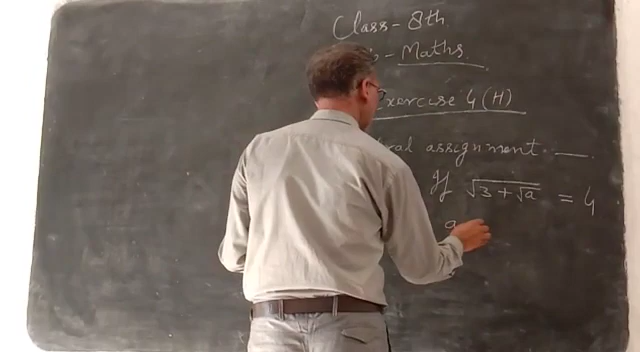 Class - 8th
- Maths.
Exercise 4 (H)
assignment. —
If √3 + √a = 4
a